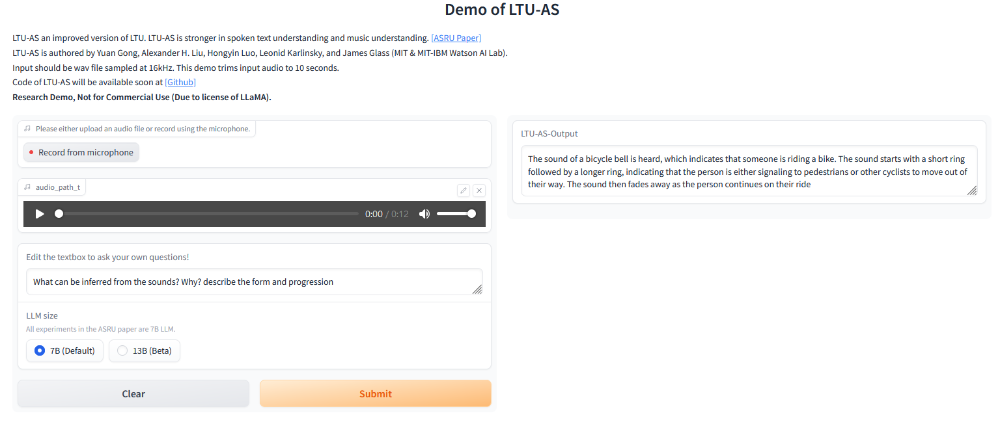 Demo of LTU-AS
LTU-AS an improved version of LTU. LTU-AS is stronger in spoken text understanding and music understanding. [ASRU Paper]
LTU-AS is authored by Yuan Gong, Alexander H. Liu, Hongyin Luo, Leonid Karlinsky, and James Glass (MIT & MIT-IBM Watson AI Lab).
Input should be wav file sampled at 16kHz. This demo trims input audio to 10 seconds.
Code of LTU-AS will be available soon at [Github]
Research Demo, Not for Commercial Use (Due to license of LLaMA).
Please either upload an audio file or record using the microphone.
Record from microphone
audio_path_t
0:00 / 0:12
Edit the textbox to ask your own questions!
What can be inferred from the sounds? Why? describe the form and progression
LLM size
All experiments in the ASRU paper are 7B LLM.
7B (Default)
13B (Beta)
Clear
Submit
LTU-AS-Output
The sound of a bicycle bell is heard, which indicates that someone is riding a bike. The sound starts with a short ring
followed by a longer ring, indicating that the person is either signaling to pedestrians or other cyclists to move out of
their way. The sound then fades away as the person continues on their ride